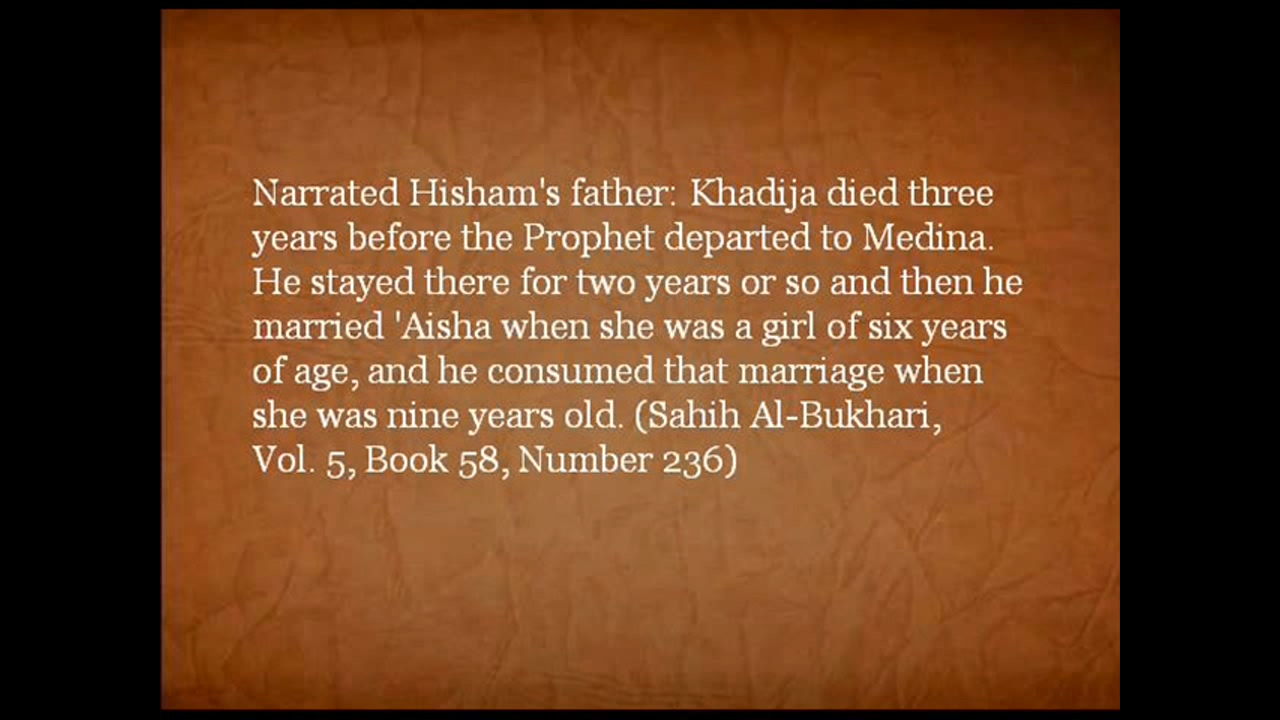 Narrated Hisham's father: Khadija died three
years before the Prophet departed to Medina.
He stayed there for two years or so and then he
married 'Aisha when she was a girl of six years
of age, and he consumed that marriage when
she was nine years old. (Sahih Al-Bukhari,
Vol. 5, Book 58, Number 236)